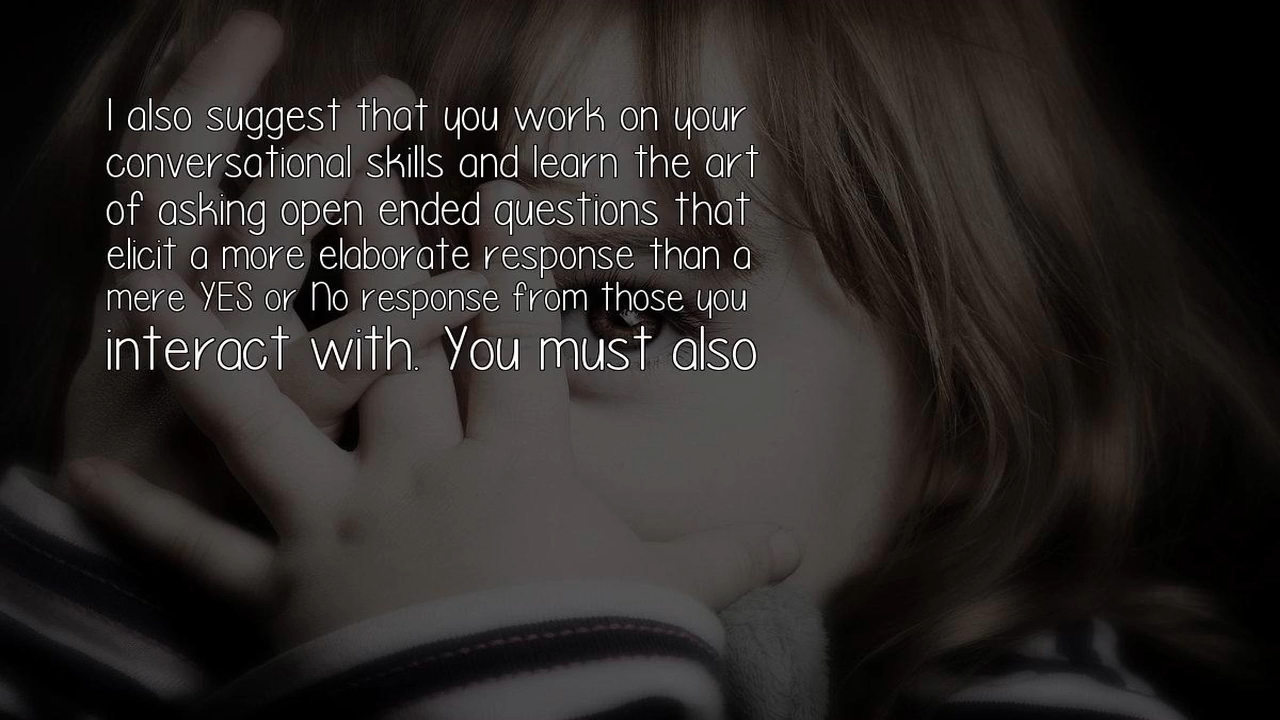 I also suggest that you work on your
conversational skills and learn the art
of asking open ended questions that
elicit a more elaborate response than a
mere YES or No response from those you
interact with. You must also